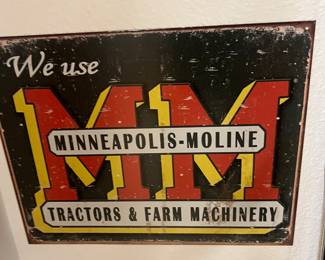 We use
MM
MINNEAPOLIS-MOLINE
TRACTORS & FARM MACHINERY